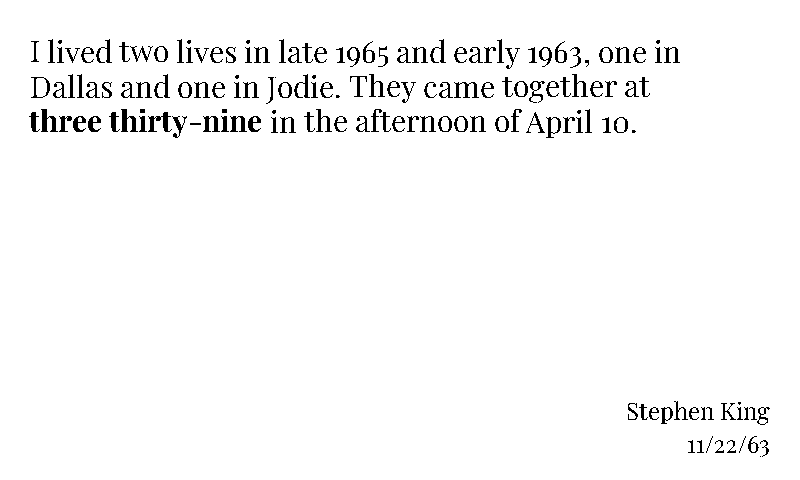 I lived two lives in late 1965 and early 1963, one in
Dallas and one in Jodie. They came together at
three thirty-nine in the afternoon of April 10.
Stephen King
11/22/63